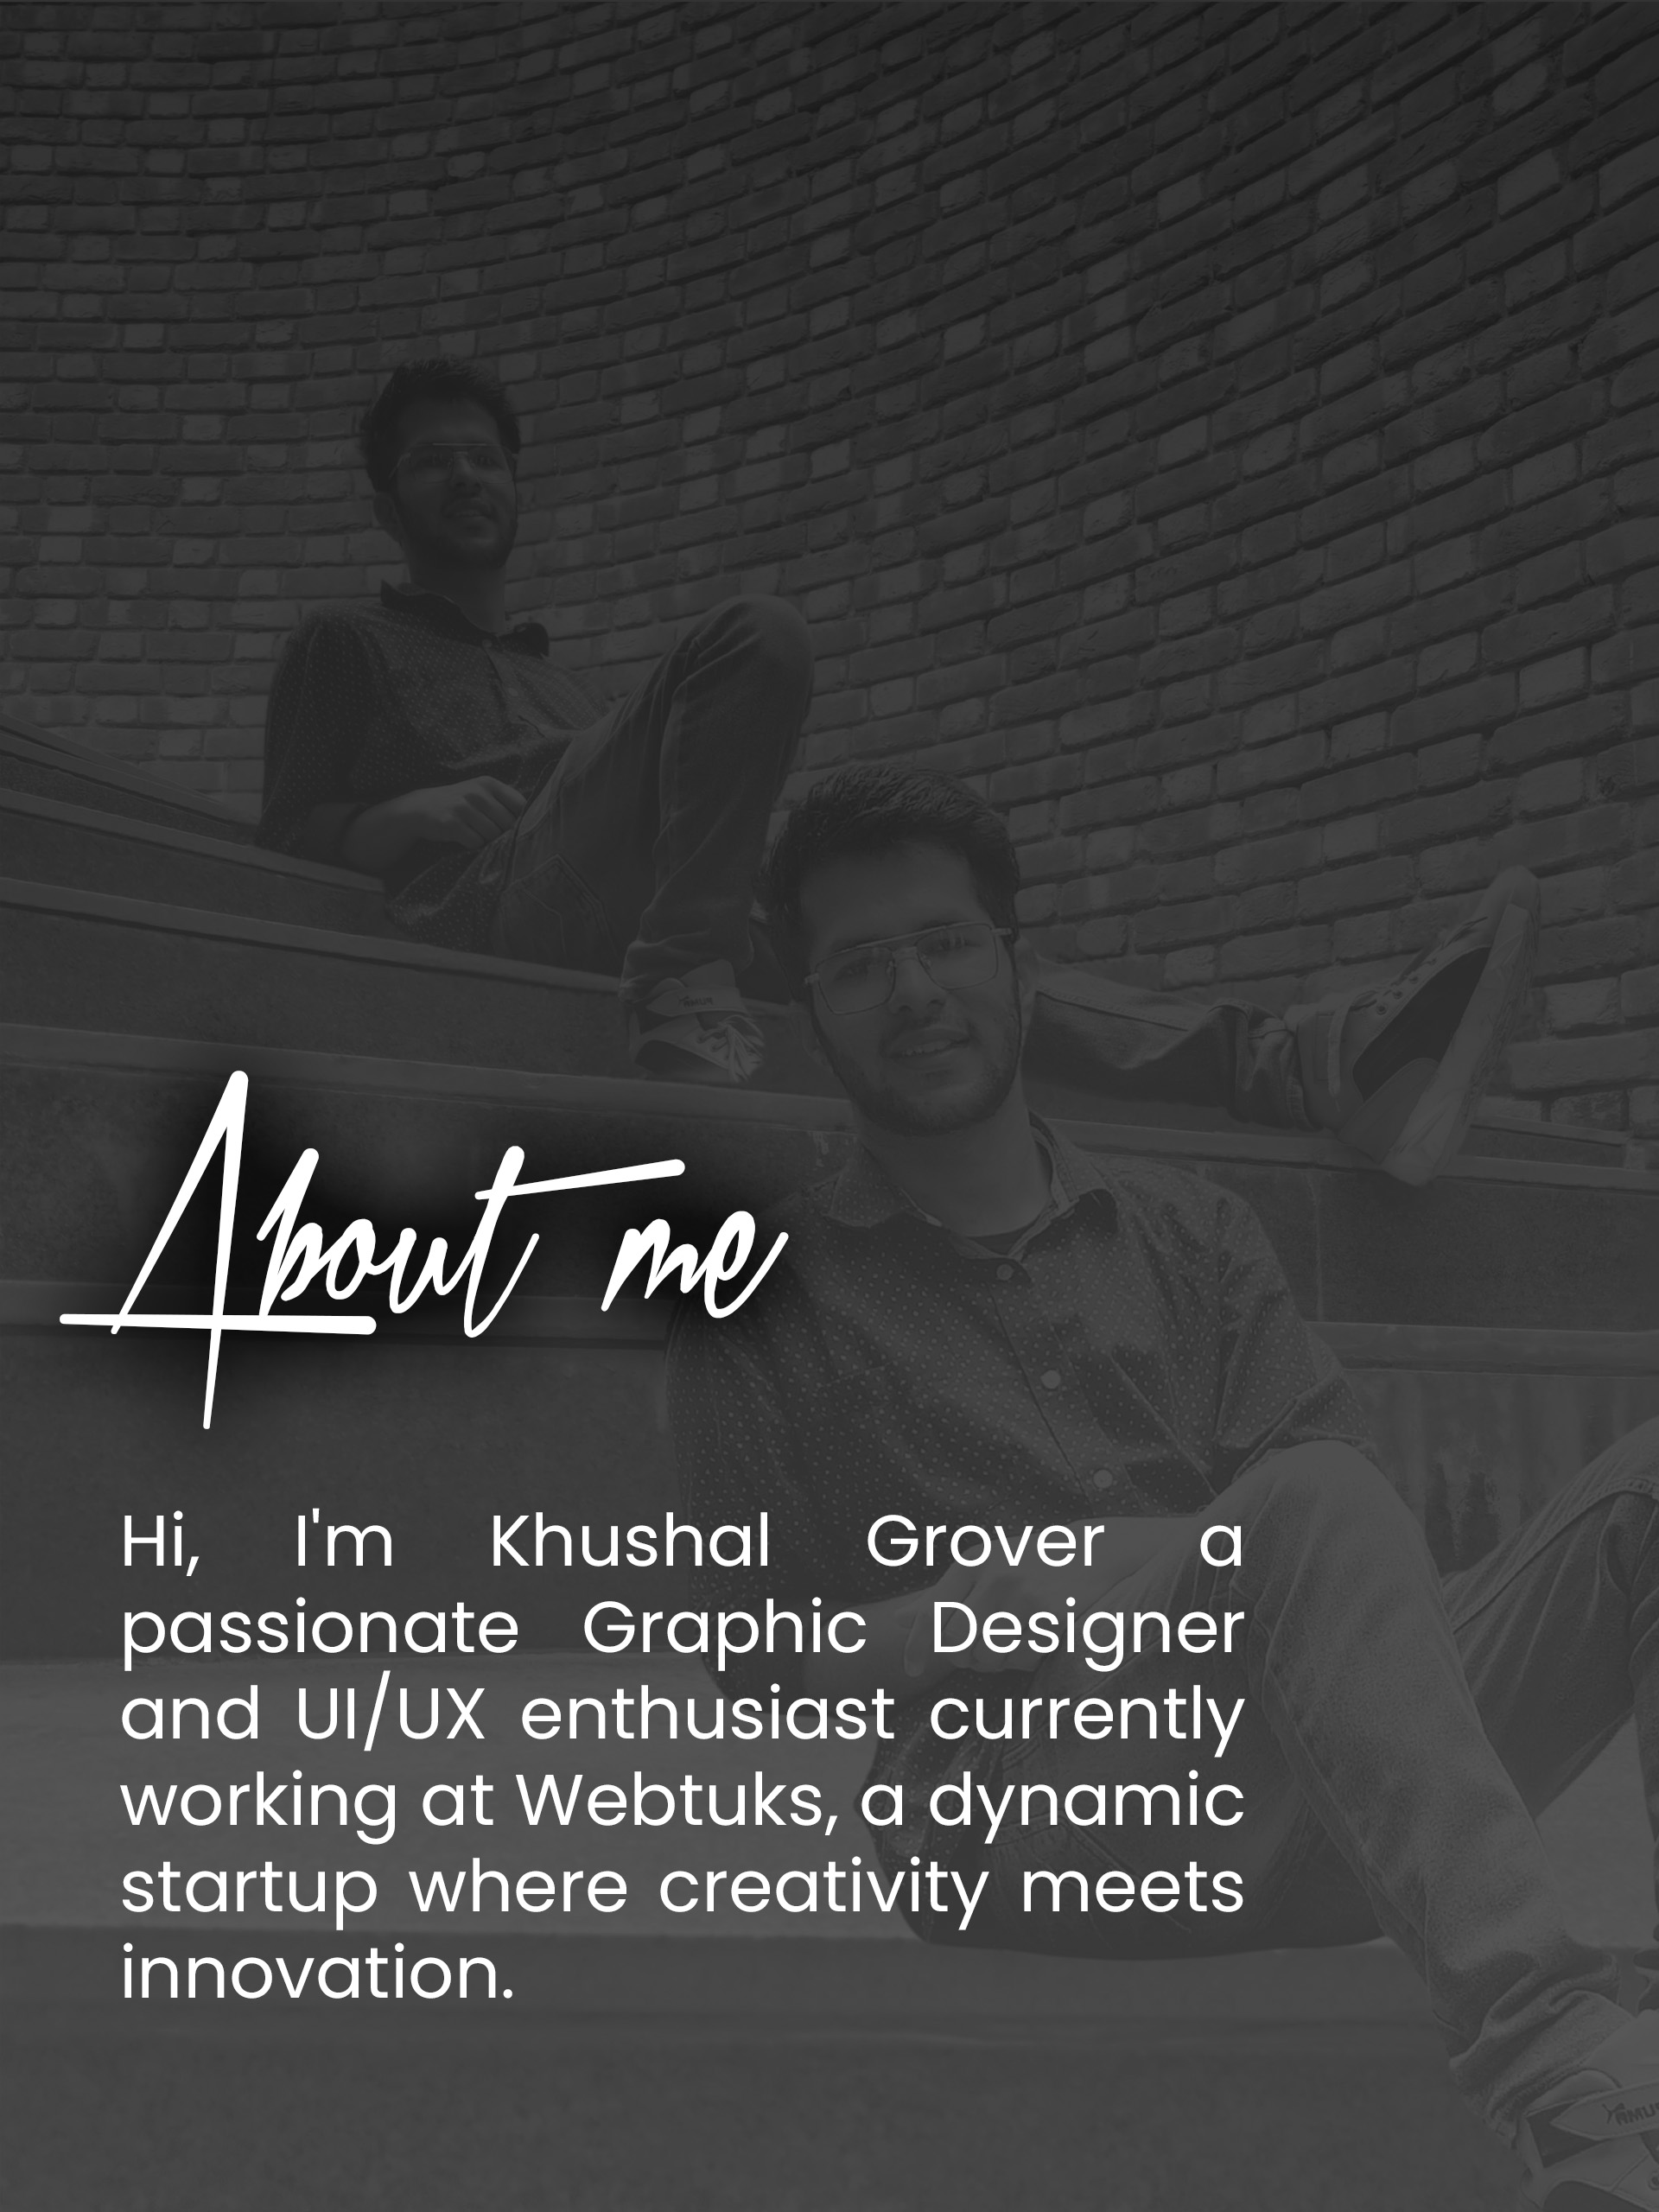 About me
Hi, I'm Khushal Grover a
passionate Graphic Designer
and UI/UX enthusiast currently
working at Webtuks, a dynamic
startup where creativity meets
innovation.